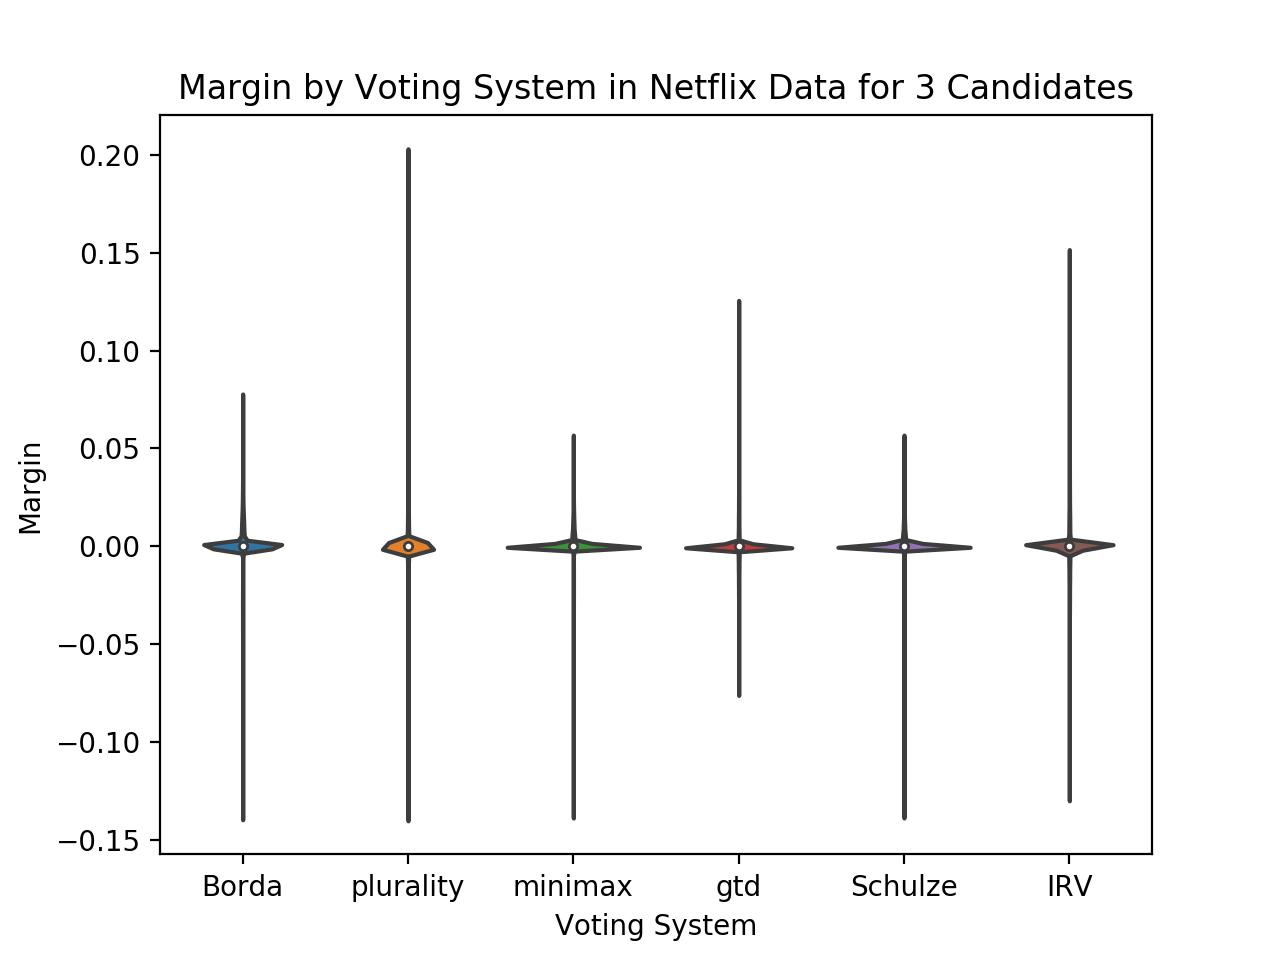 Margin by Voting System in Netflix Data for 3 Candidates
0.20
0.15
0.10
0.05
0.00
−0.05
−0.10
−0.15
Margin
Borda plurality minimax gtd Schulze IRV
Voting System